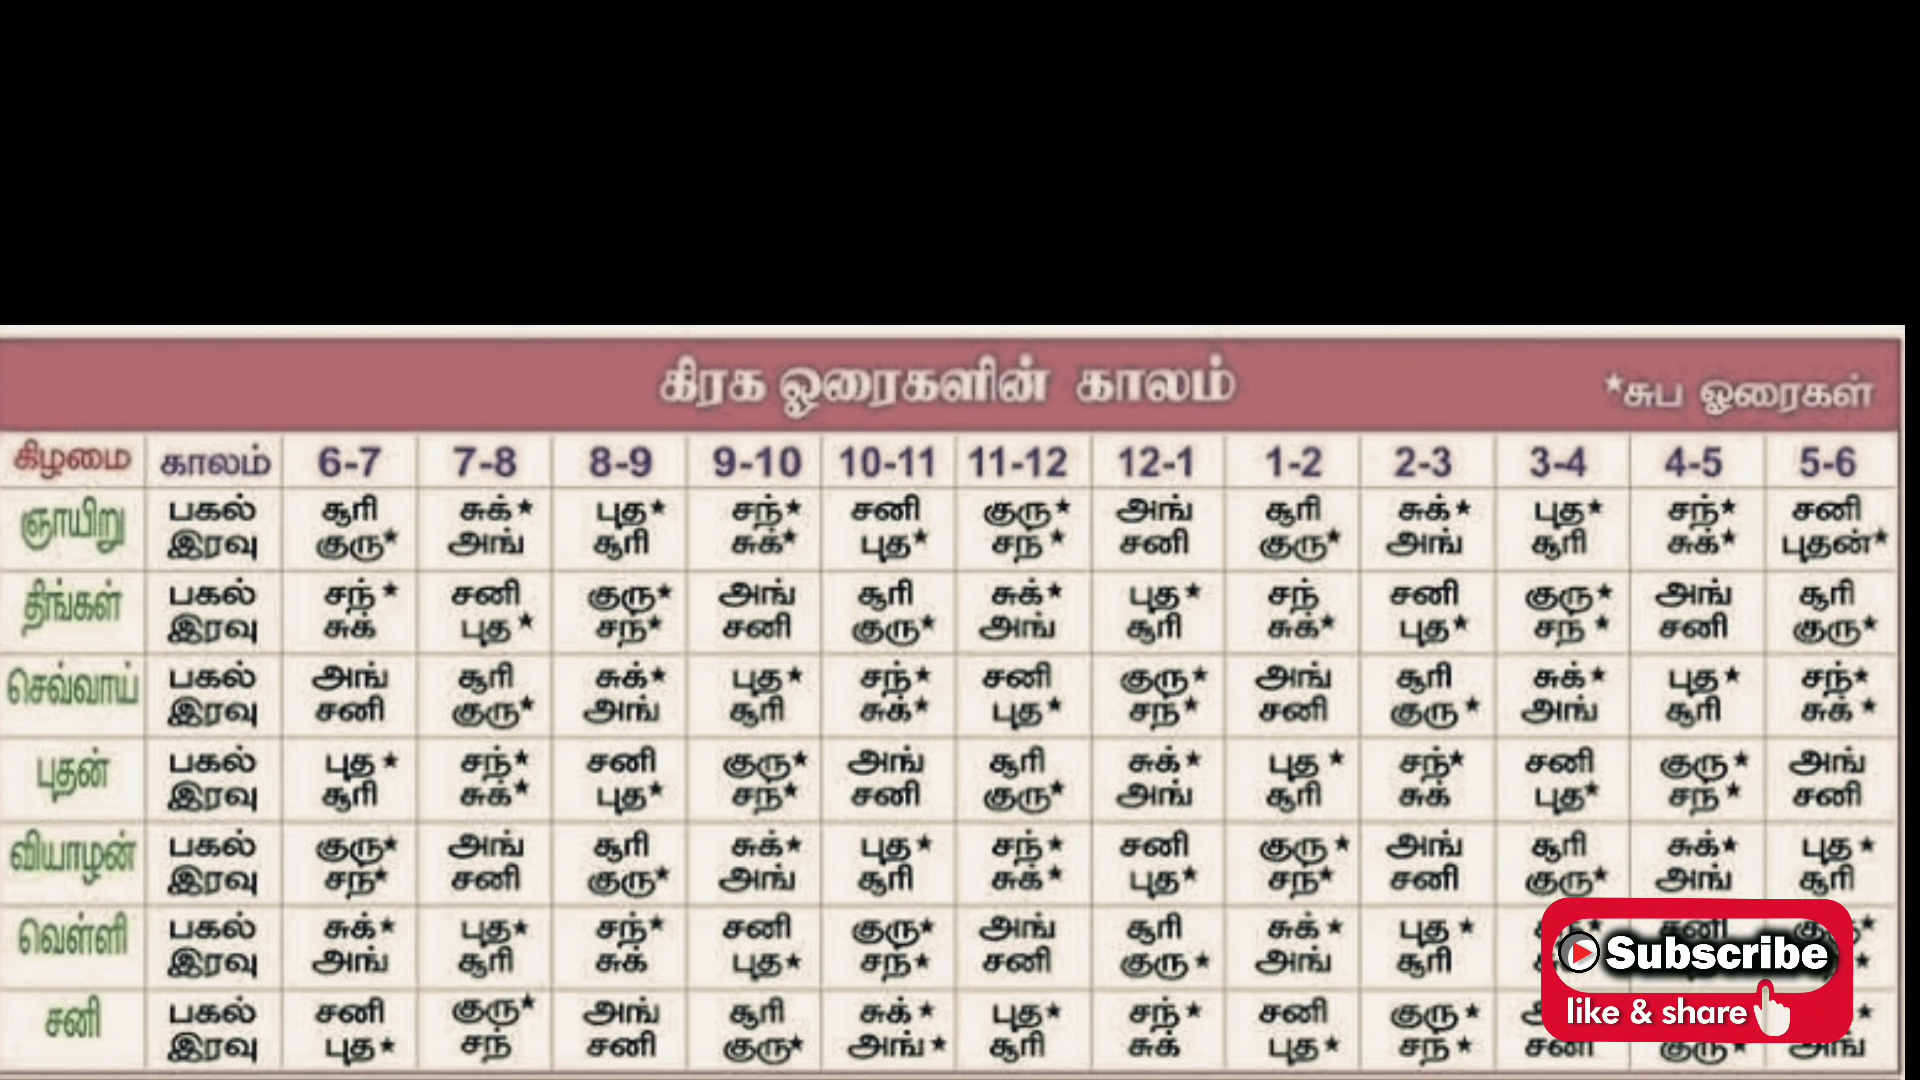 கிரக ஓரைகளின் காலம் *சுப ஓரைகள்
கிழமை காலம் 6-7 7-8 8-9 9-10 10-11 11-12 12-1 1-2 2-3 3-4 4-5 5-6
ஞாயிறு பகல் சூரி சுக்* புத* சந்* சனி குரு* அங் சூரி சுக்* புத* சந்* சனி
இரவு குரு* அங் சூரி சுக்* புத* சந்* சனி குரு* அங் சூரி சுக்* புதன்*
திங்கள் பகல் சந்* சனி குரு* அங் சூரி சுக்* புத* சந் சனி குரு* அங் சூரி
இரவு சுக் புத* சந்* சனி குரு* அங் சூரி சுக்* புத* சந்* சனி குரு*
செவ்வாய் பகல் அங் சூரி சுக்* புத* சந்* சனி குரு* அங் சூரி சுக்* புத* சந்*
இரவு சனி குரு* அங் சூரி சுக்* புத* சந்* சனி குரு* அங் சூரி சுக்*
புதன் பகல் புத* சந்* சனி குரு* அங் சூரி சுக்* புத* சந்* சனி குரு* அங்
இரவு சூரி சுக்* புத* சந்* சனி குரு* அங் சூரி சுக் புத* சந்* சனி
வியாழன் பகல் குரு* அங் சூரி சுக்* புத* சந்* சனி குரு* அங் சூரி சுக்* புத*
இரவு சந்* சனி குரு* அங் சூரி சுக்* புத* சந்* சனி குரு* அங் சூரி
வெள்ளி பகல் சுக்* புத* சந்* சனி குரு* அங் சூரி சுக்* புத* சனி
இரவு அங் சூரி சுக் புத* சந்* சனி குரு* அங் சூரி
சனி பகல் சனி குரு* அங் சூரி சுக்* புத* சந்* சனி குரு*
இரவு புத* சந் சனி குரு* அங்* சூரி சுக் புத* சந்* சனி குரு* அங்
Subscribe
like & share